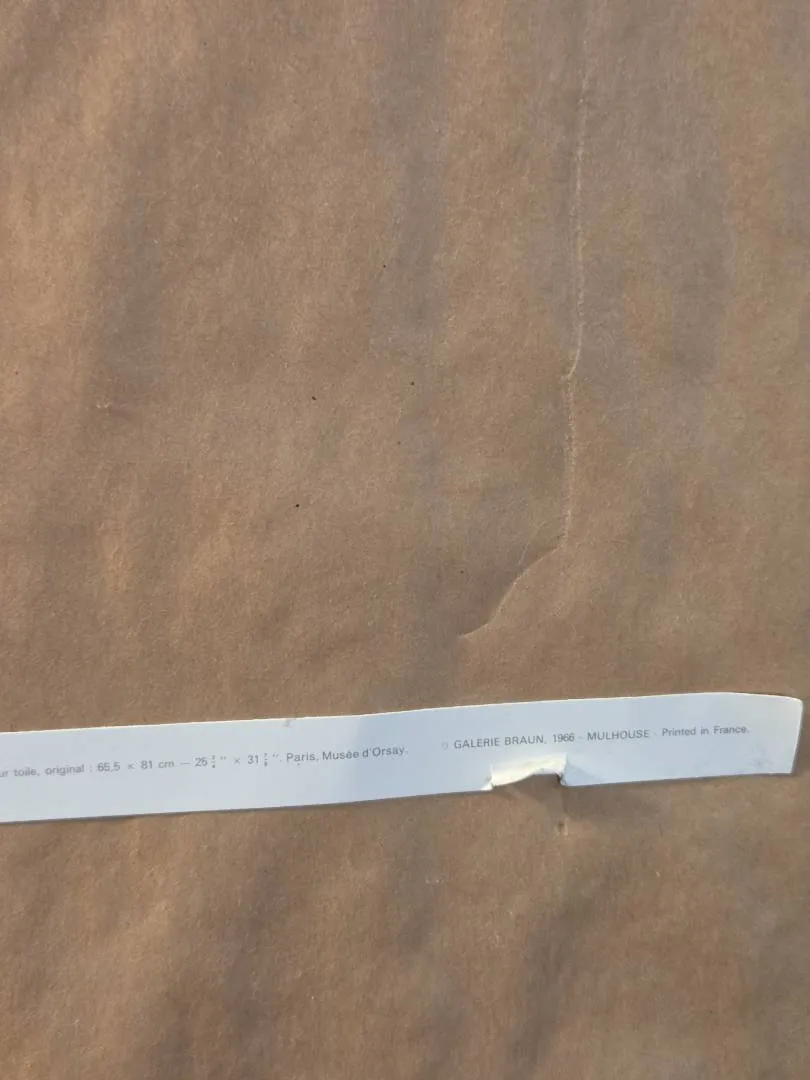 ur toile, original : 65,5 × 81 cm — 25 ¾ " × 31 ⅞ ". Paris, Musée d'Orsay. © GALERIE BRAUN, 1966 - MULHOUSE - Printed in France.